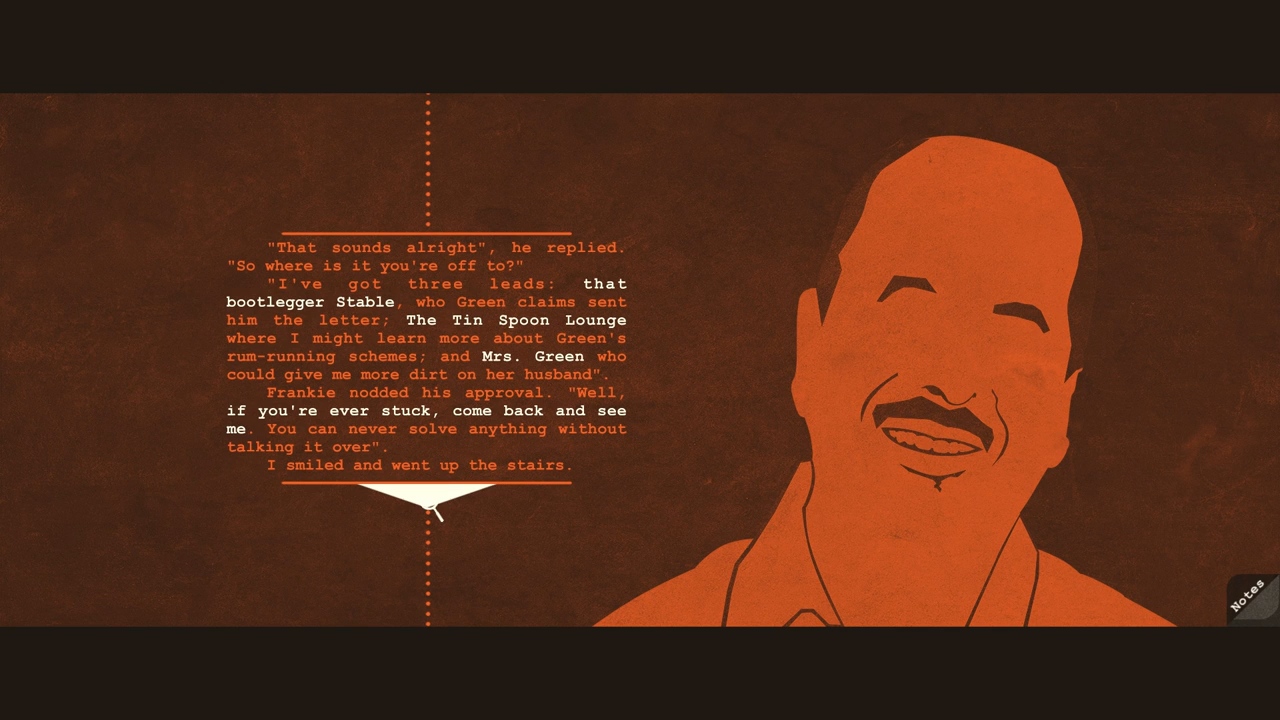 "That sounds alright", he replied.
"So where is it you're off to?"
"I've got three leads: that
bootlegger Stable, who Green claims sent
him the letter; The Tin Spoon Lounge
where I might learn more about Green's
rum-running schemes; and Mrs. Green who
could give me more dirt on her husband".
Frankie nodded his approval. "Well,
if you're ever stuck, come back and see
me. You can never solve anything without
talking it over".
I smiled and went up the stairs.
Notes